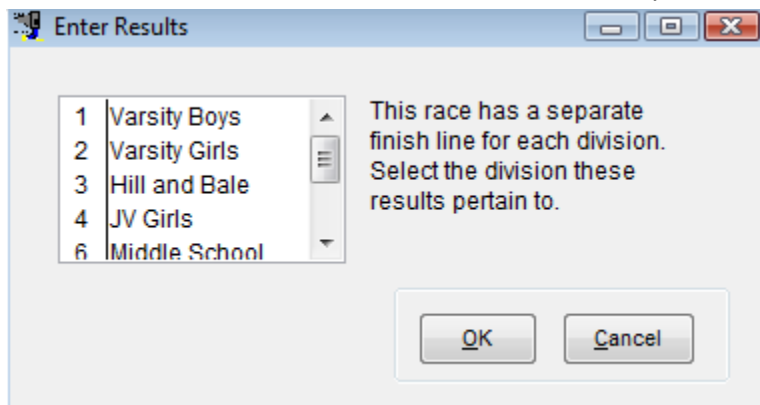 Enter Results
1 Varsity Boys
2 Varsity Girls
3 Hill and Bale
4 JV Girls
6 Middle School
This race has a separate
finish line for each division.
Select the division these
results pertain to.
OK
Cancel